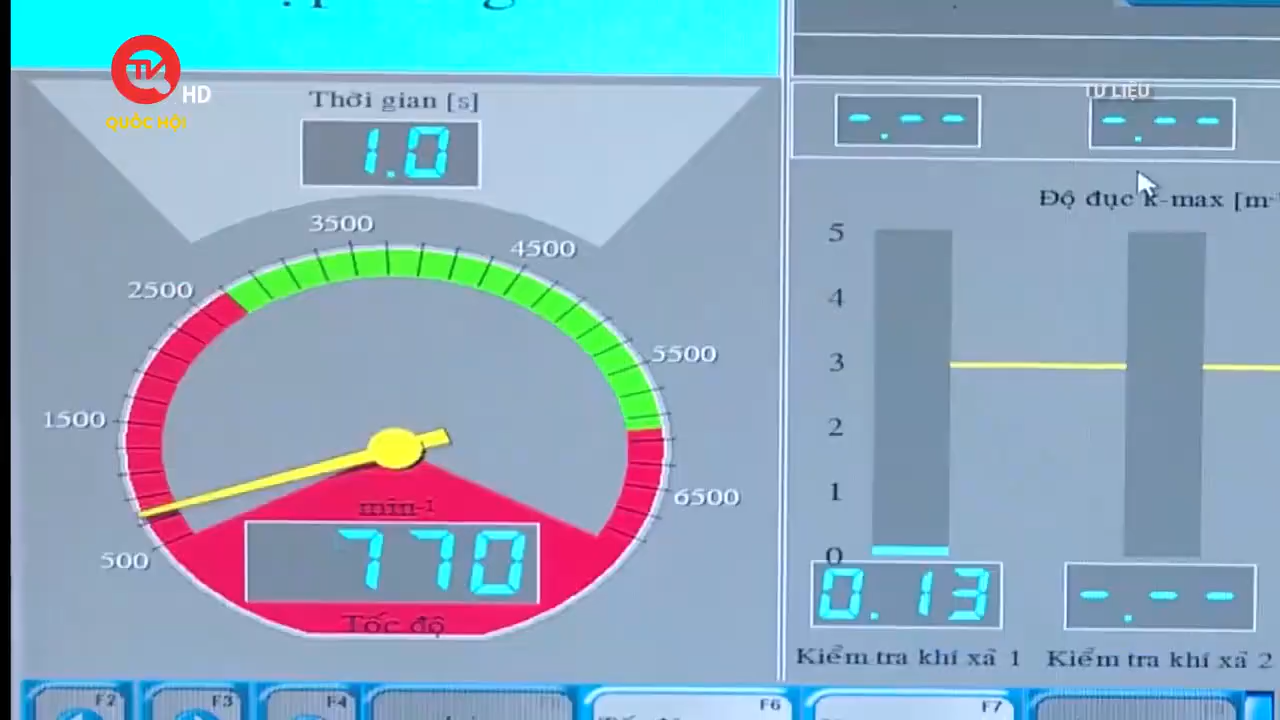 HD
QUỐC HỘI
TƯ LIỆU
Thời gian [s]
1.0
-.--
-.--
Độ đục k-max [m-1
3500
4500
2500
5500
1500
6500
500
5
4
3
2
1
0
min-1
770
Tốc độ
0.13
-.--
Kiểm tra khí xả 1
Kiểm tra khí xả 2
F2
F3
F4
F6
F7